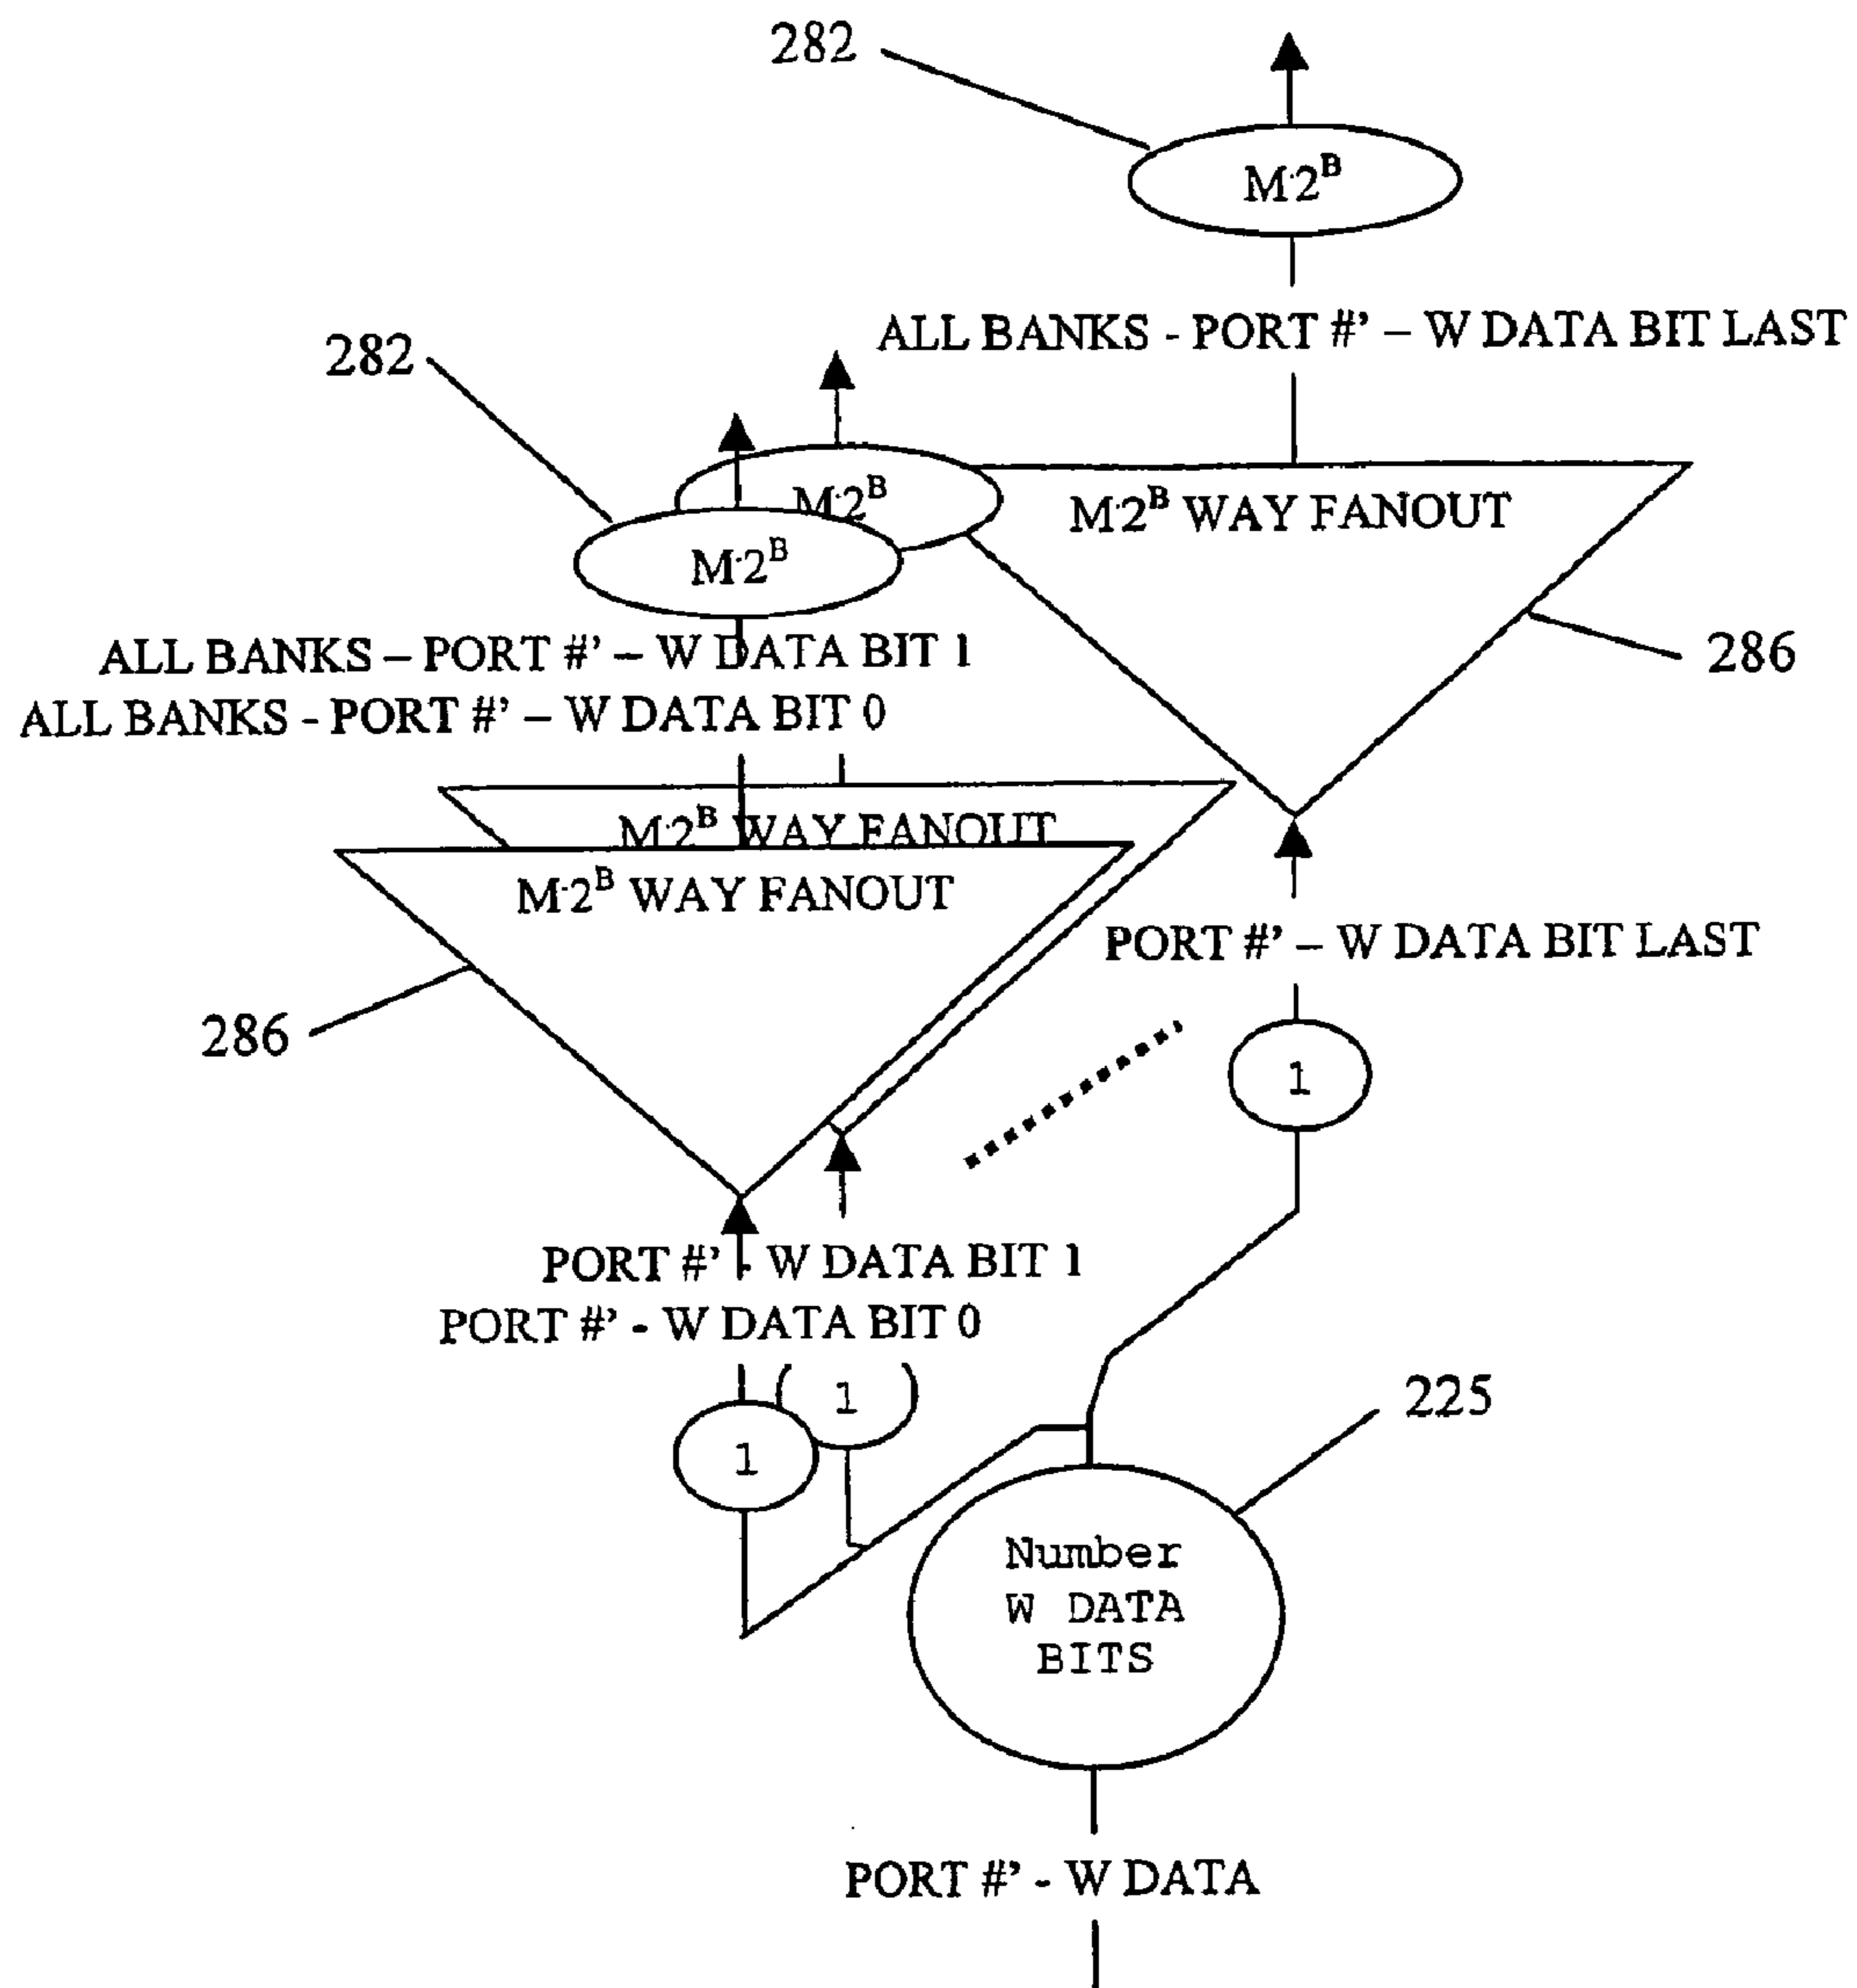 282
M·2^B
ALL BANKS - PORT #' – W DATA BIT LAST
282
M·2^B
M·2^B WAY FANOUT
M·2^B
ALL BANKS – PORT #' – W DATA BIT 1
286
ALL BANKS - PORT #' – W DATA BIT 0
M·2^B WAY FANOUT
M·2^B WAY FANOUT
PORT #' – W DATA BIT LAST
286
1
PORT #' - W DATA BIT 1
PORT #' - W DATA BIT 0
1
225
1
Number
W DATA
BITS
PORT #' - W DATA